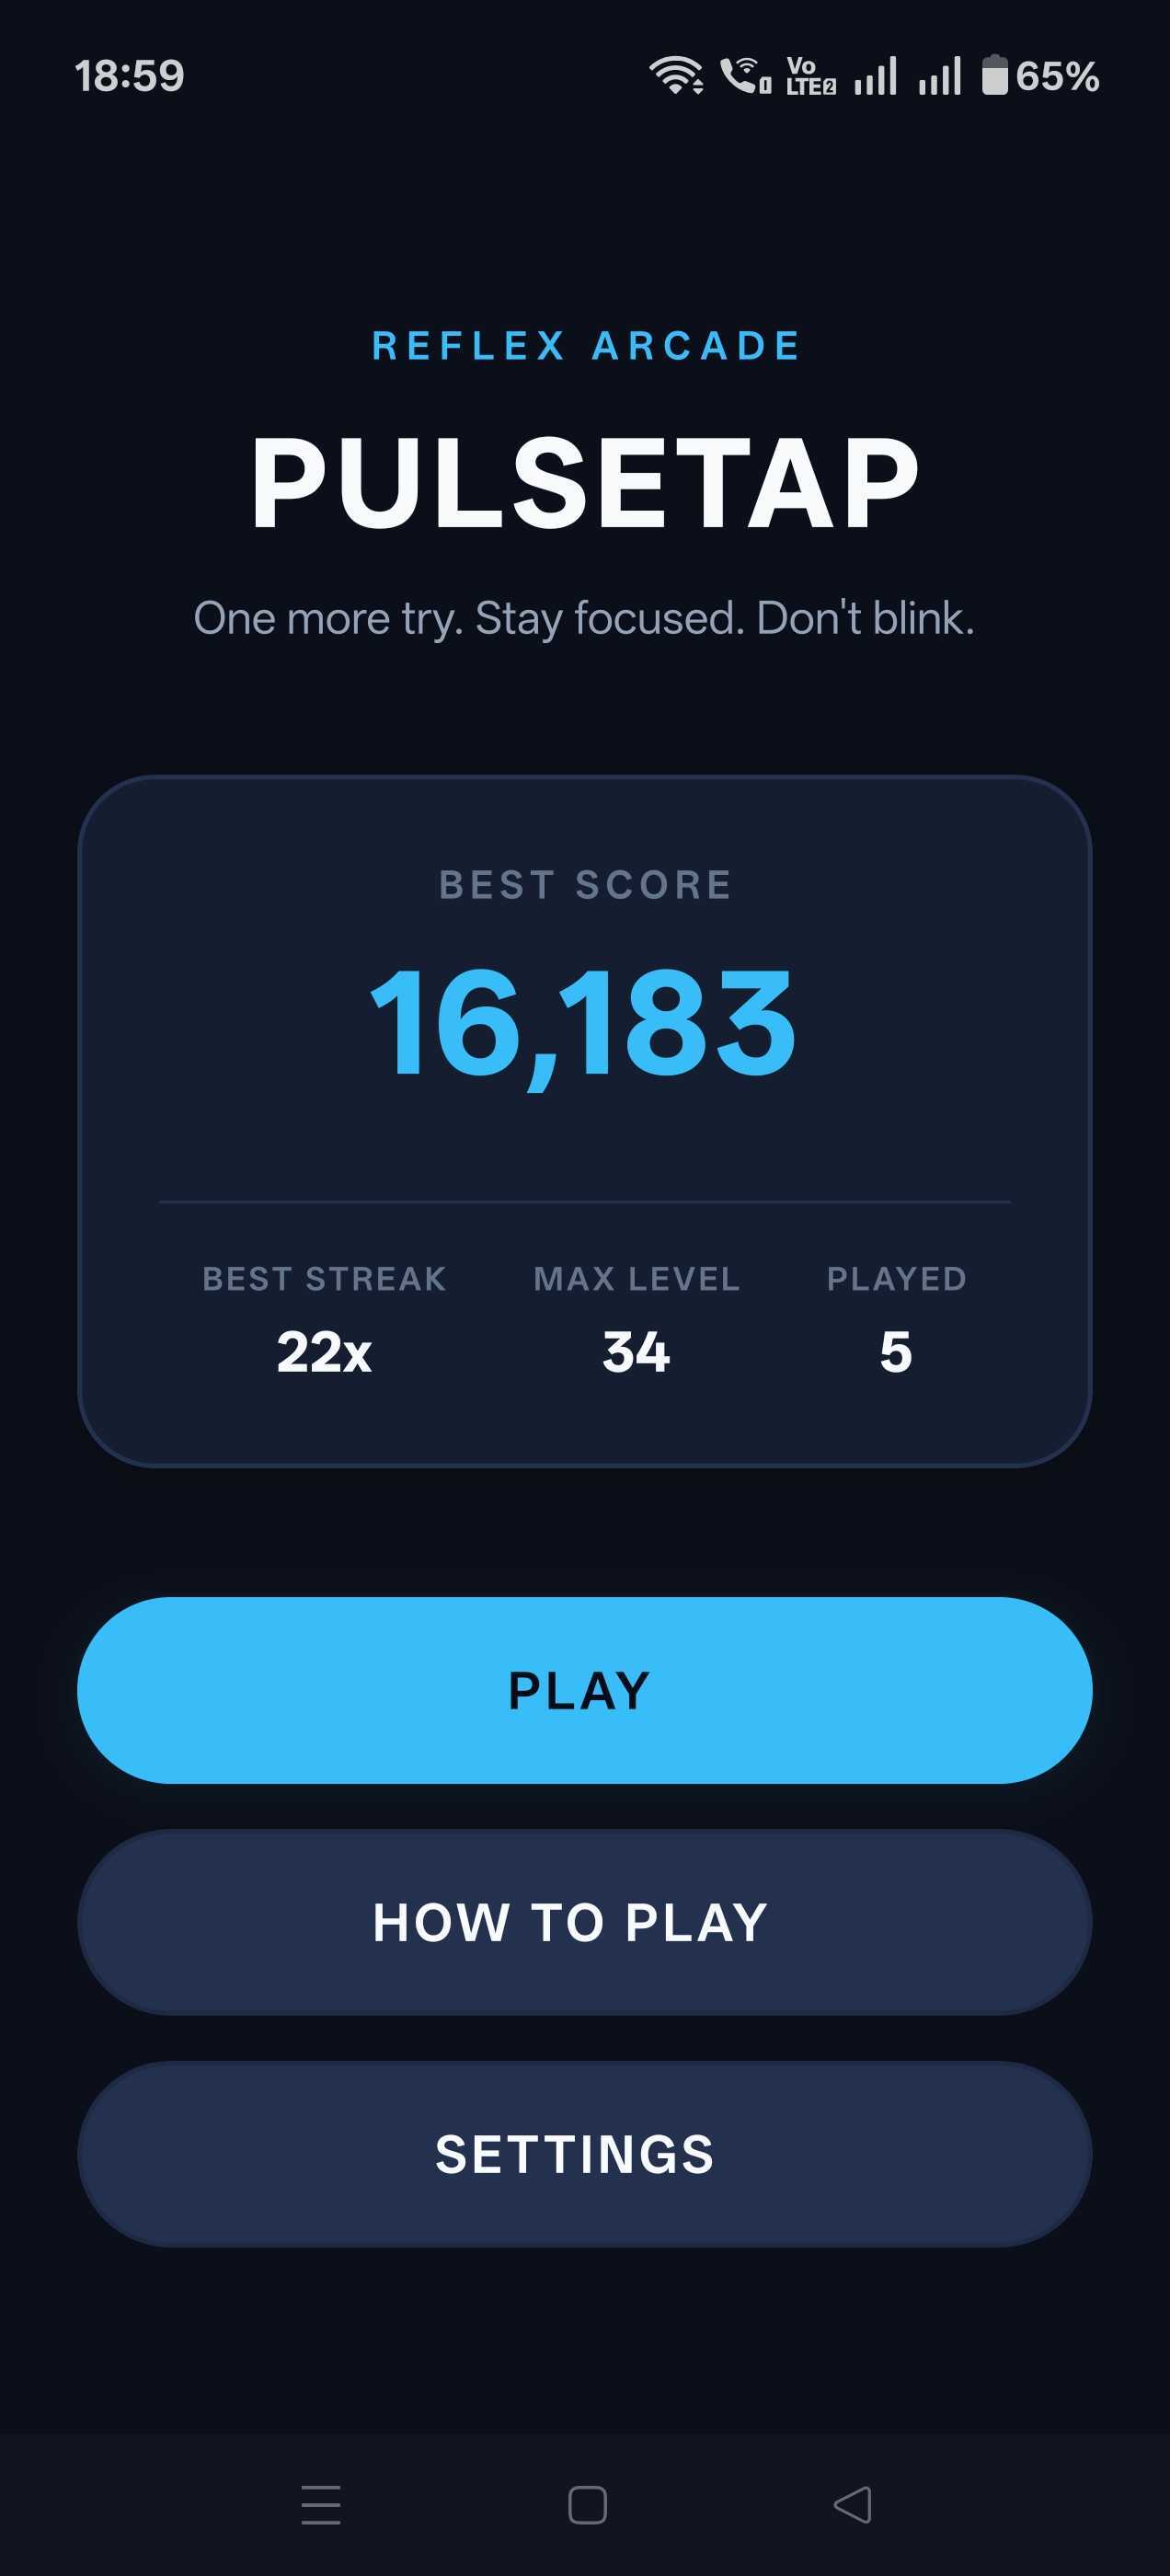 18:59
Vo
LTE2
65%
REFLEX ARCADE
PULSETAP
One more try. Stay focused. Don't blink.
BEST SCORE
16,183
BEST STREAK MAX LEVEL PLAYED
22x 34 5
PLAY
HOW TO PLAY
SETTINGS